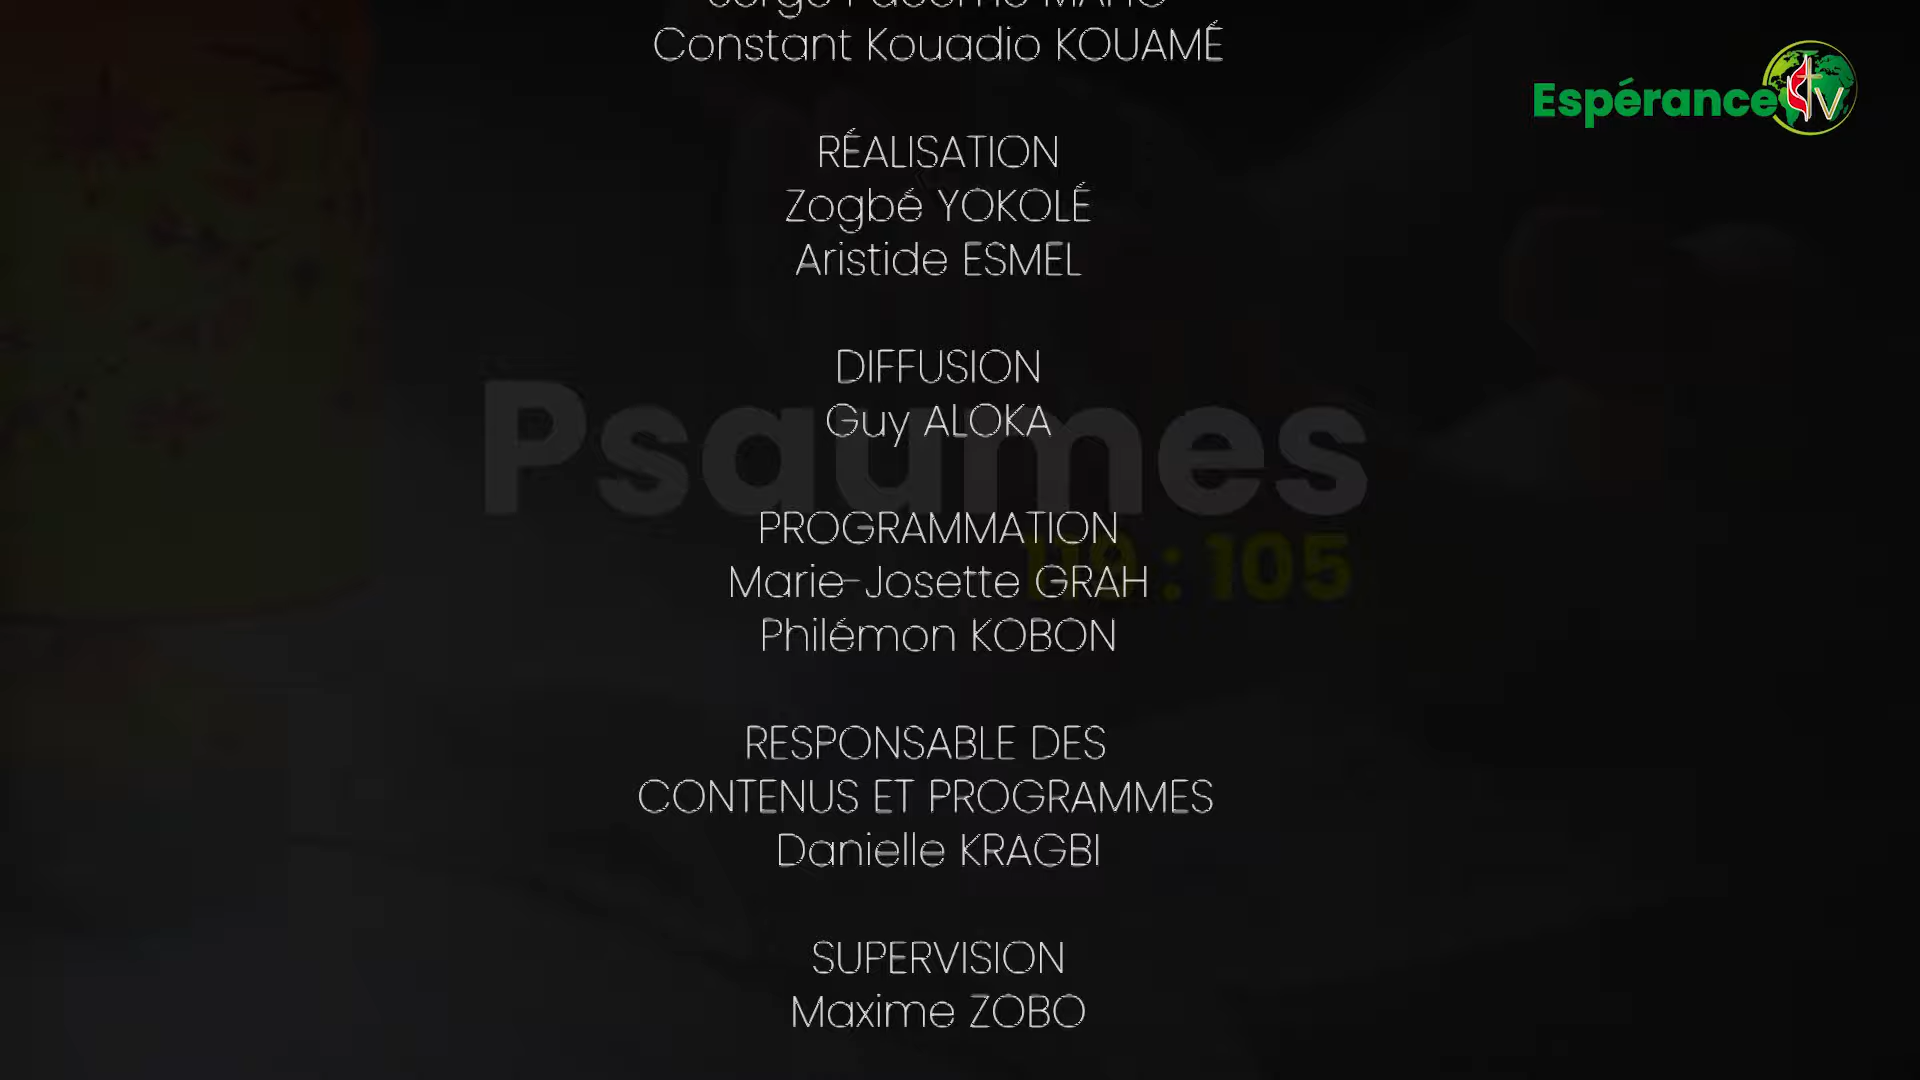 Constant Kouadio KOUAMÉ
Espérance tv
RÉALISATION
Zogbé YOKOLÉ
Aristide ESMEL
DIFFUSION
Guy ALOKA
Psaumes
119 : 105
PROGRAMMATION
Marie-Josette GRAH
Philémon KOBON
RESPONSABLE DES
CONTENUS ET PROGRAMMES
Danielle KRAGBI
SUPERVISION
Maxime ZOBO